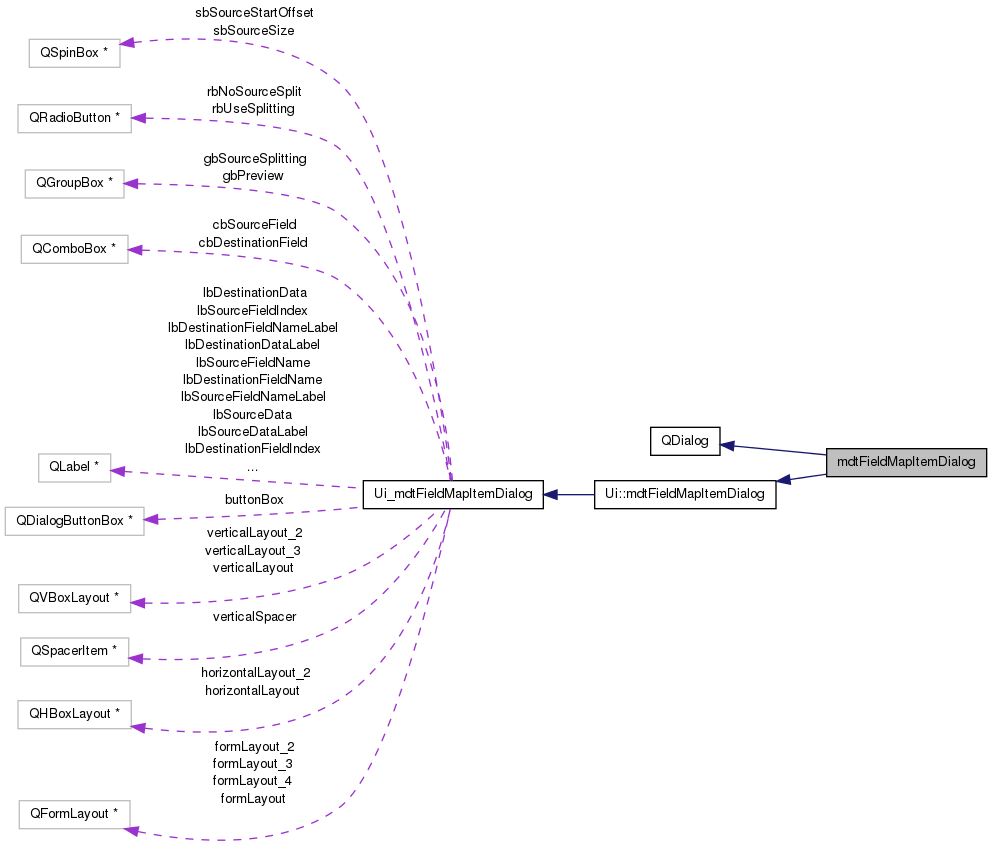 sbSourceStartOffset
sbSourceSize
QSpinBox *
rbNoSourceSplit
rbUseSplitting
QRadioButton *
gbSourceSplitting
gbPreview
QGroupBox *
cbSourceField
cbDestinationField
QComboBox *
lbDestinationData
lbSourceFieldIndex
lbDestinationFieldNameLabel
lbDestinationDataLabel
lbSourceFieldName
lbDestinationFieldName
lbSourceFieldNameLabel
lbSourceData
lbSourceDataLabel
lbDestinationFieldIndex
...
QLabel *
QDialog
mdtFieldMapItemDialog
Ui_mdtFieldMapItemDialog
Ui::mdtFieldMapItemDialog
buttonBox
QDialogButtonBox *
verticalLayout_2
verticalLayout_3
verticalLayout
QVBoxLayout *
verticalSpacer
QSpacerItem *
horizontalLayout_2
horizontalLayout
QHBoxLayout *
formLayout_2
formLayout_3
formLayout_4
formLayout
QFormLayout *